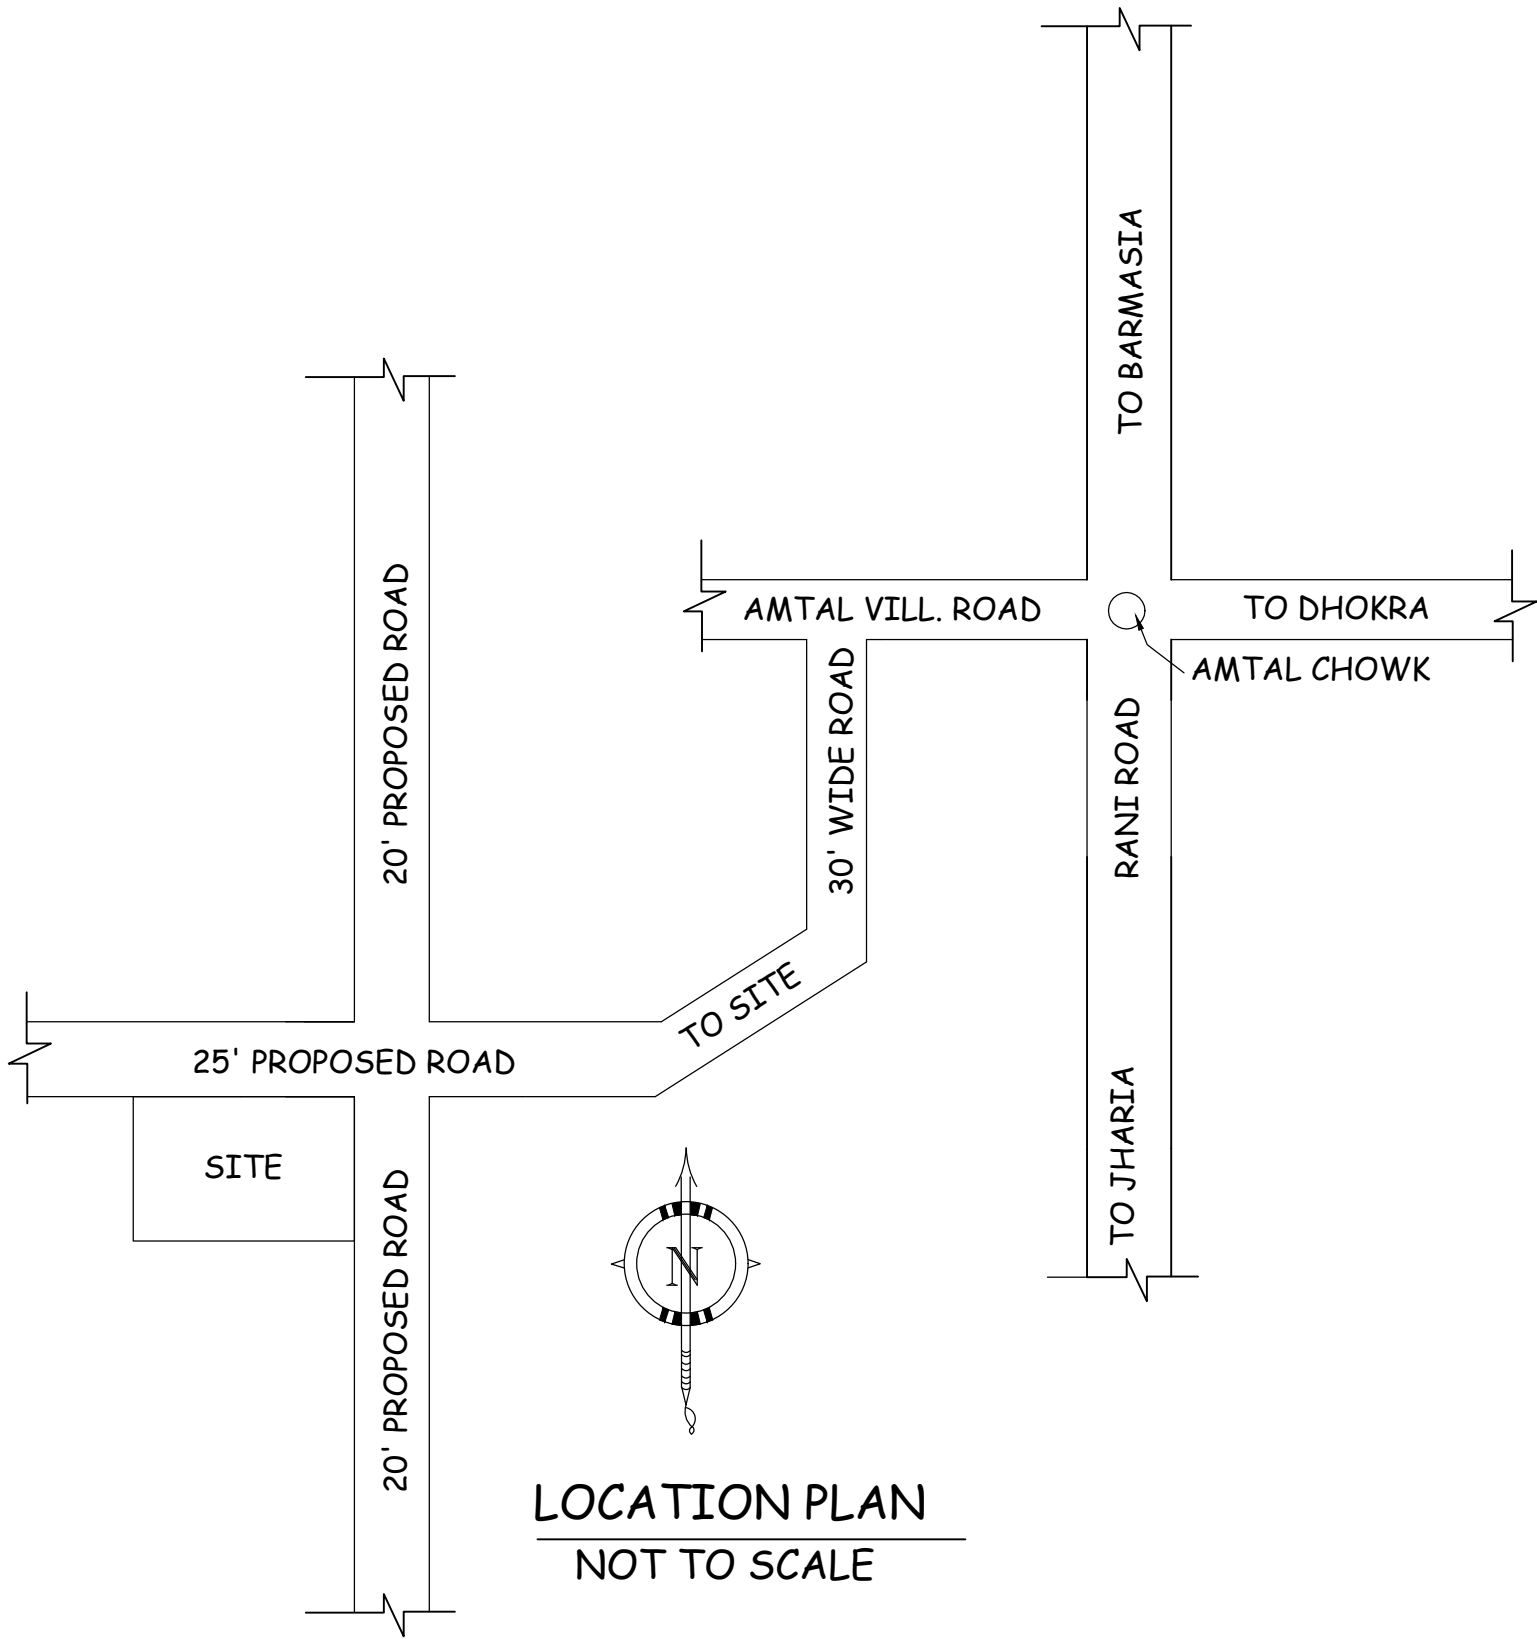 TO BARMASIA
20' PROPOSED ROAD
AMTAL VILL. ROAD
TO DHOKRA
AMTAL CHOWK
30' WIDE ROAD
RANI ROAD
TO SITE
25' PROPOSED ROAD
TO JHARIA
SITE
20' PROPOSED ROAD
N
LOCATION PLAN
NOT TO SCALE